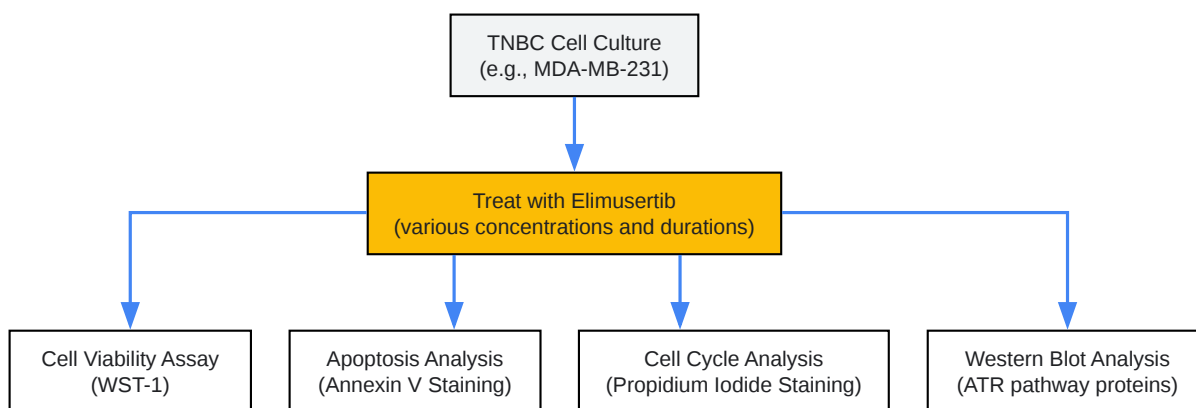 TNBC Cell Culture
(e.g., MDA-MB-231)
Treat with Elimusertib
(various concentrations and durations)
Cell Viability Assay
(WST-1)
Apoptosis Analysis
(Annexin V Staining)
Cell Cycle Analysis
(Propidium Iodide Staining)
Western Blot Analysis
(ATR pathway proteins)